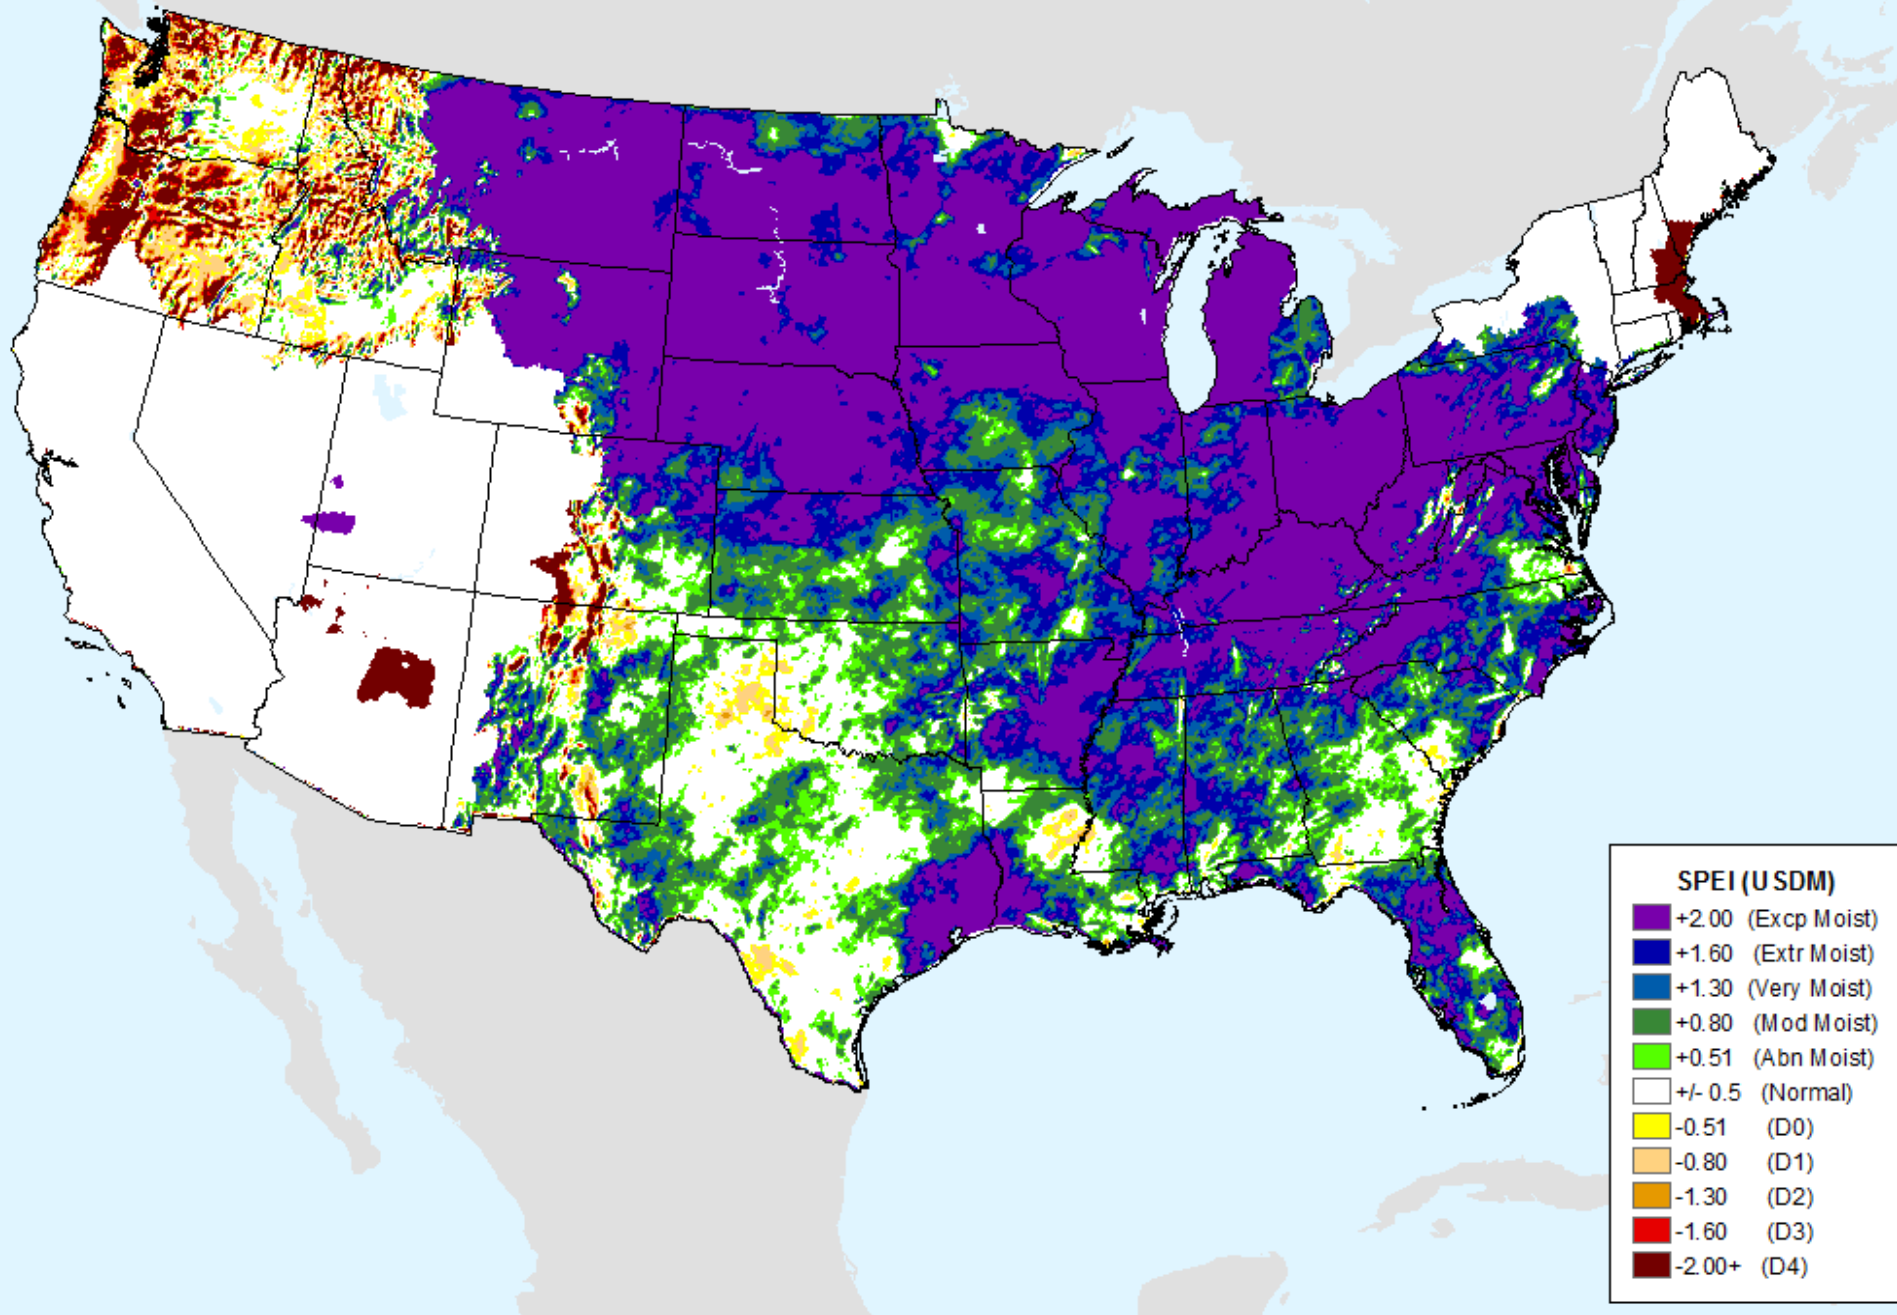 SPEI (USDM)
+2.00 (Excp Moist)
+1.60 (Extr Moist)
+1.30 (Very Moist)
+0.80 (Mod Moist)
+0.51 (Abn Moist)
+/- 0.5 (Normal)
-0.51 (D0)
-0.80 (D1)
-1.30 (D2)
-1.60 (D3)
-2.00+ (D4)